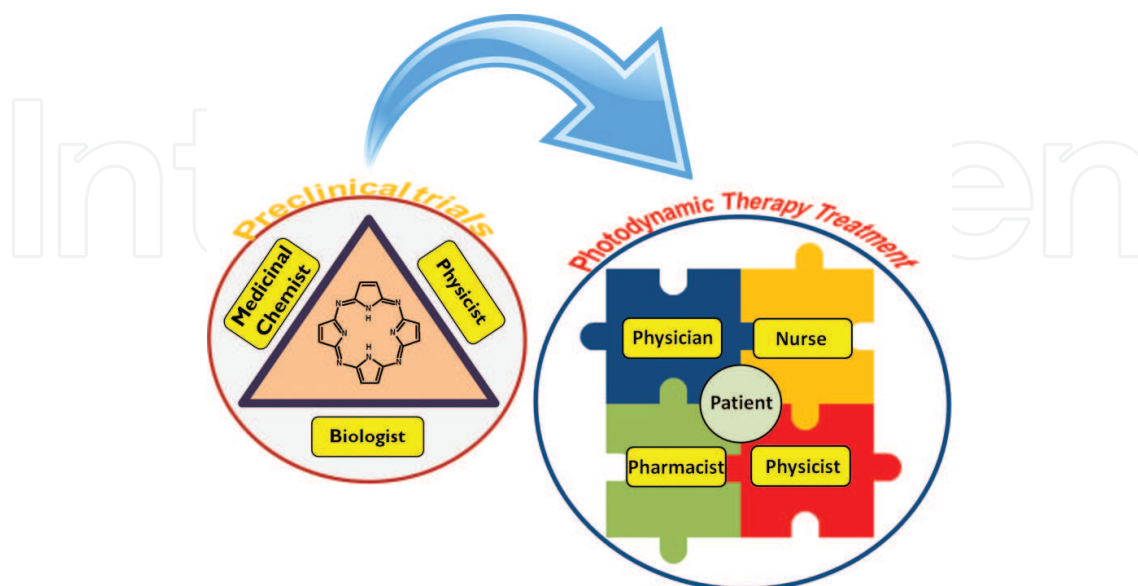 Preclinical trials
Medicinal
Chemist
Physicist
N
N
N
H
N
N
H
N
N
N
Biologist
Photodynamic Therapy Treatment
Physician
Nurse
Patient
Pharmacist
Physicist